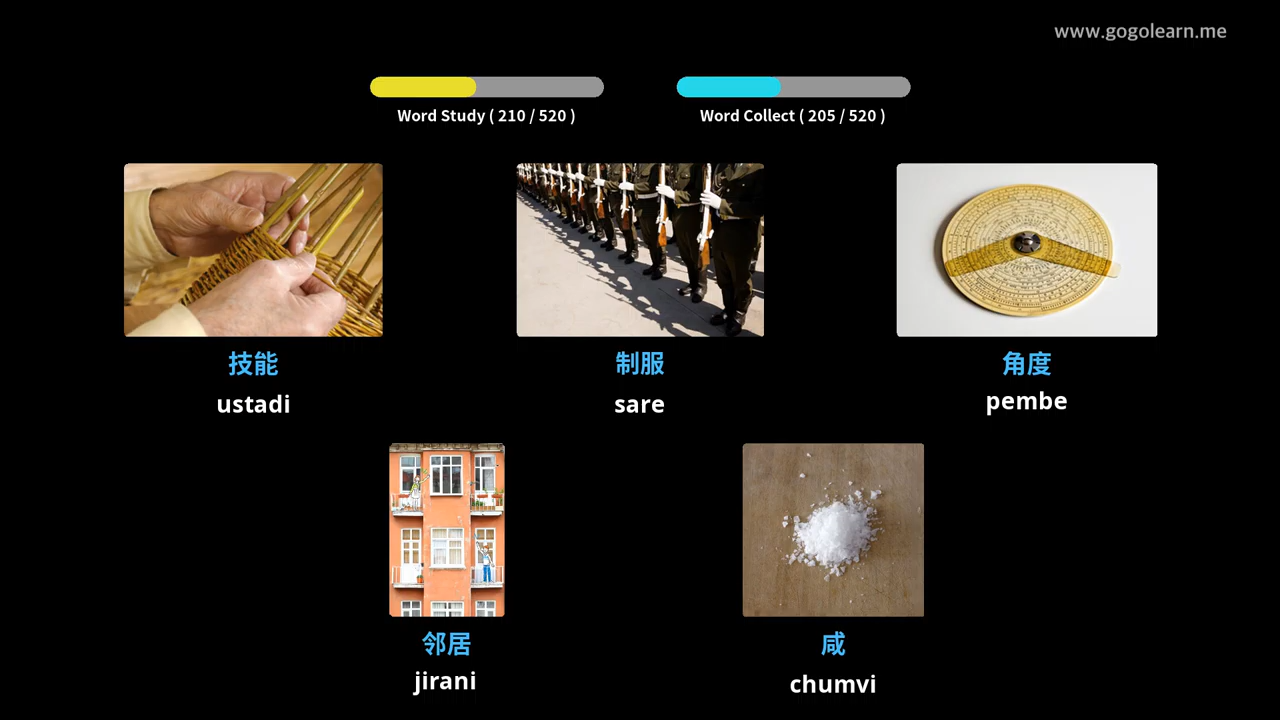 www.gogolearn.me
Word Study ( 210 / 520 )
Word Collect ( 205 / 520 )
技能
ustadi
制服
sare
角度
pembe
邻居
jirani
咸
chumvi